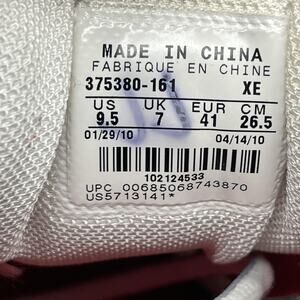 MADE IN CHINA
FABRIQUE EN CHINE
375380-161 XE
US UK EUR CM
9.5 7 41 26.5
01/29/10 04/14/10
102124533
UPC 00685068743870
US5713141*